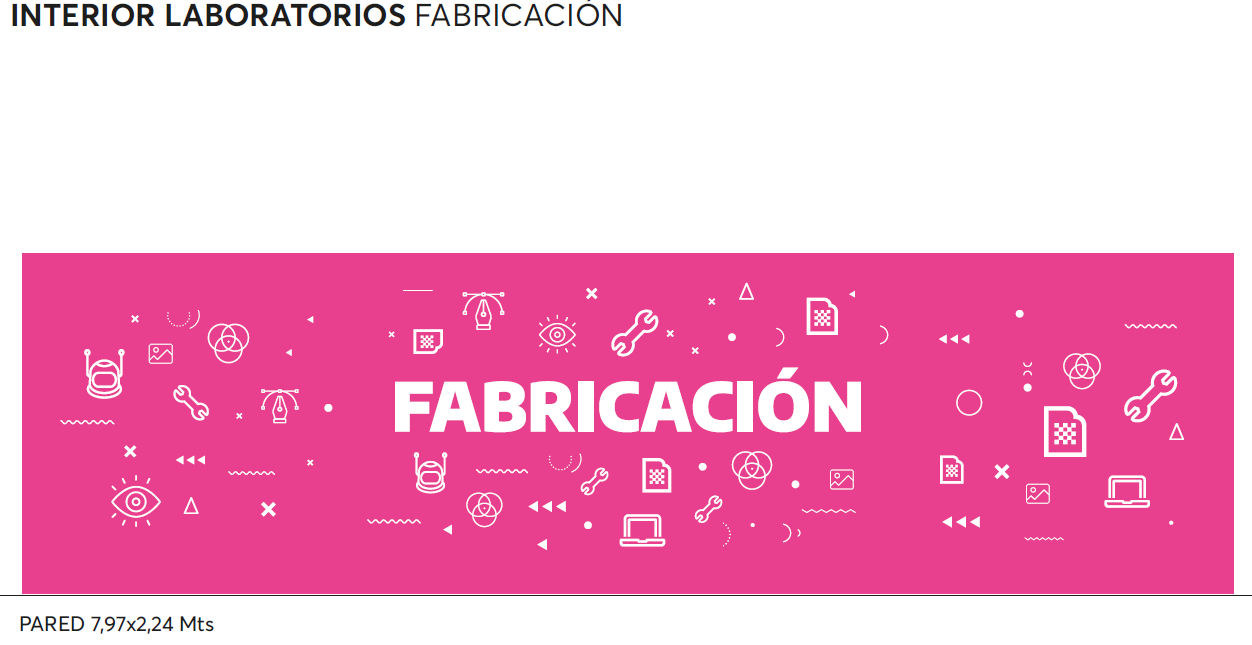 INTERIOR LABORATORIOS FABRICACIÓN
FABRICACIÓN
PARED 7,97x2,24 Mts